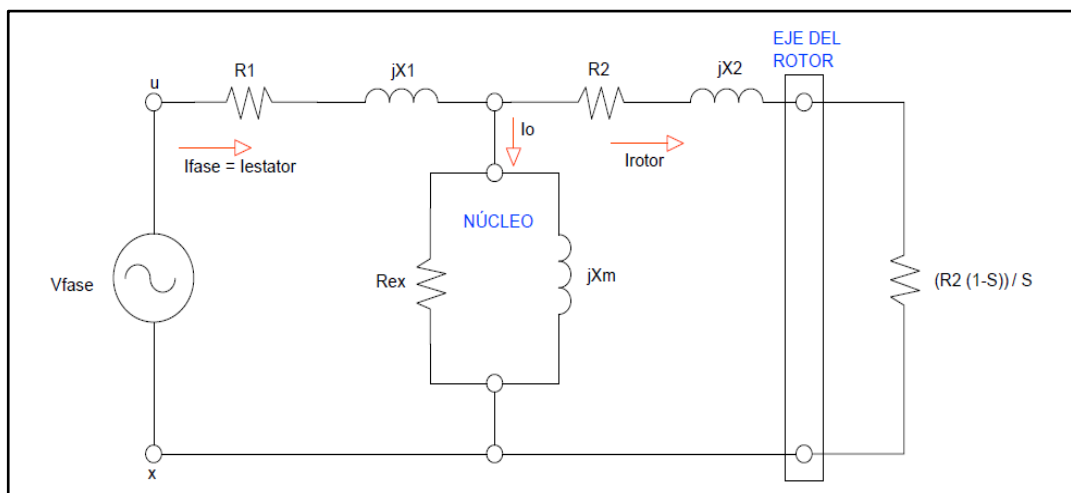 EJE DEL
ROTOR
u
R1
jX1
R2
jX2
Io
Ifase = Iestator
Irotor
NÚCLEO
Vfase
Rex
jXm
(R2 (1-S)) / S
x